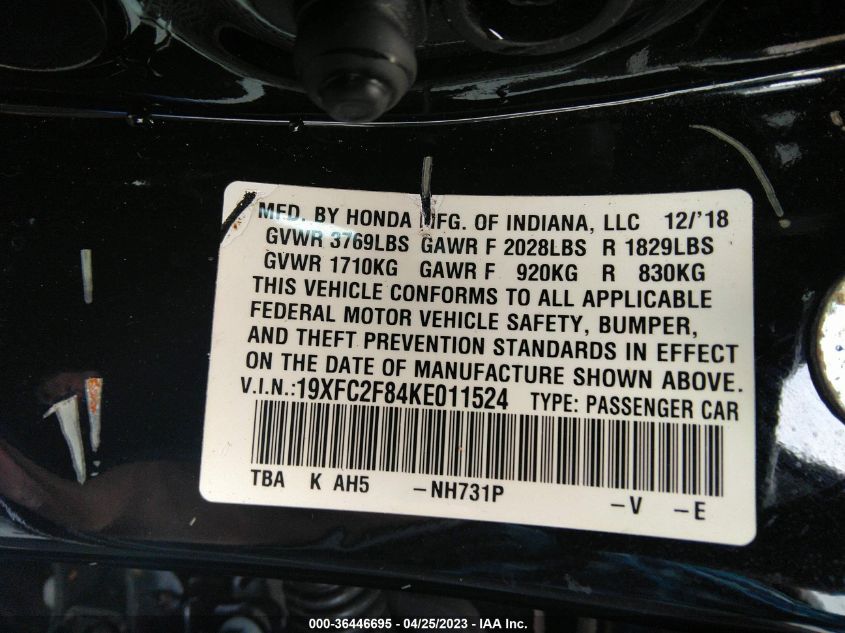 MFD. BY HONDA MFG. OF INDIANA, LLC 12/'18
GVWR 3769LBS GAWR F 2028LBS R 1829LBS
GVWR 1710KG GAWR F 920KG R 830KG
THIS VEHICLE CONFORMS TO ALL APPLICABLE
FEDERAL MOTOR VEHICLE SAFETY, BUMPER,
AND THEFT PREVENTION STANDARDS IN EFFECT
ON THE DATE OF MANUFACTURE SHOWN ABOVE.
V.I.N.:19XFC2F84KE011524 TYPE: PASSENGER CAR
TBA K AH5 -NH731P -V -E
000-36446695 / 04/25/2023 - IAA Inc.